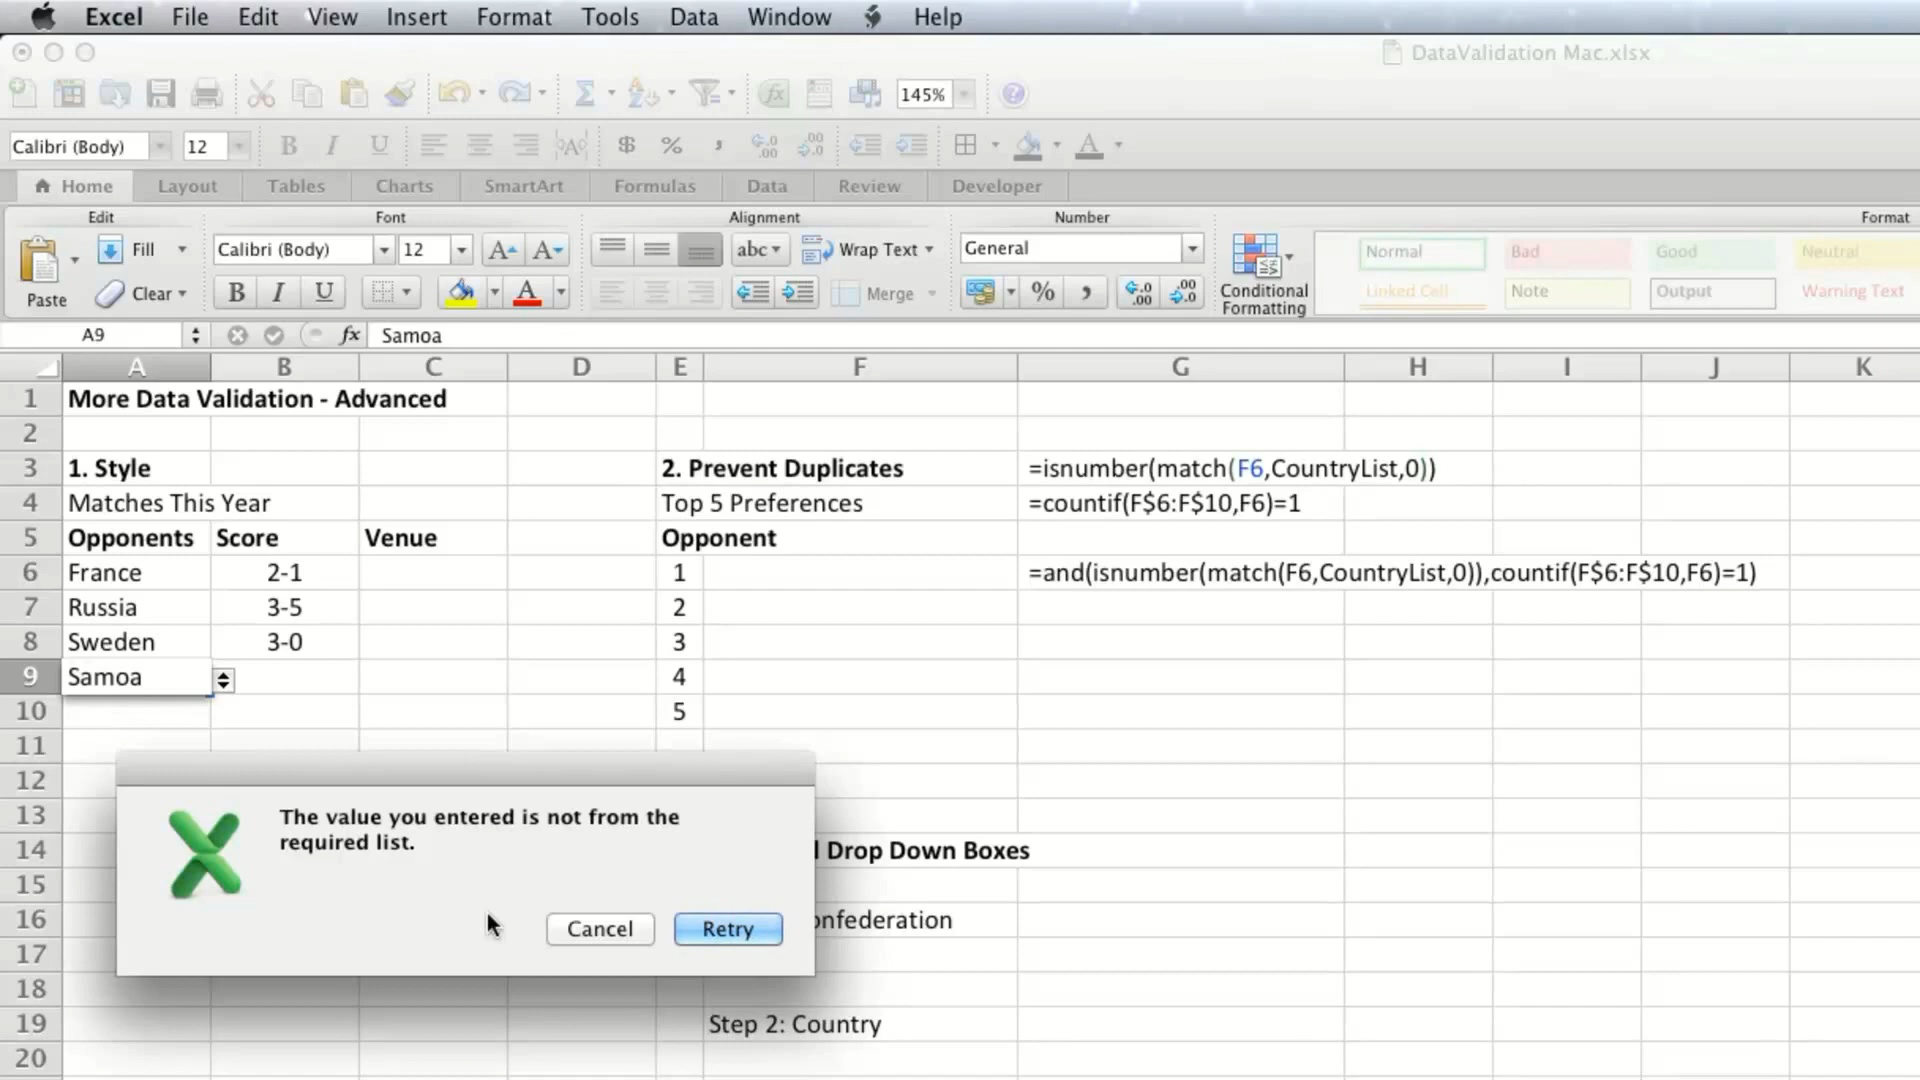 Excel File Edit View Insert Format Tools Data Window Help
DataValidation Mac.xlsx
145%
Calibri (Body) 12
Home Layout Tables Charts SmartArt Formulas Data Review Developer
Edit Font Alignment Number Format
Fill Calibri (Body) 12 abc Wrap Text General Normal Bad Good Neutral
Paste Clear Merge Conditional Formatting Linked Cell Note Output Warning Text
A9 fx Samoa
A B C D E F G H I J K
1 More Data Validation - Advanced
2
3 1. Style 2. Prevent Duplicates =isnumber(match(F6,CountryList,0))
4 Matches This Year Top 5 Preferences =countif(F$6:F$10,F6)=1
5 Opponents Score Venue Opponent
6 France 2-1 1 =and(isnumber(match(F6,CountryList,0)),countif(F$6:F$10,F6)=1)
7 Russia 3-5 2
8 Sweden 3-0 3
9 Samoa 4
10 5
11
12
13
The value you entered is not from the
required list.
14 Drop Down Boxes
15
16 onfederation
Cancel Retry
17
18
19 Step 2: Country
20